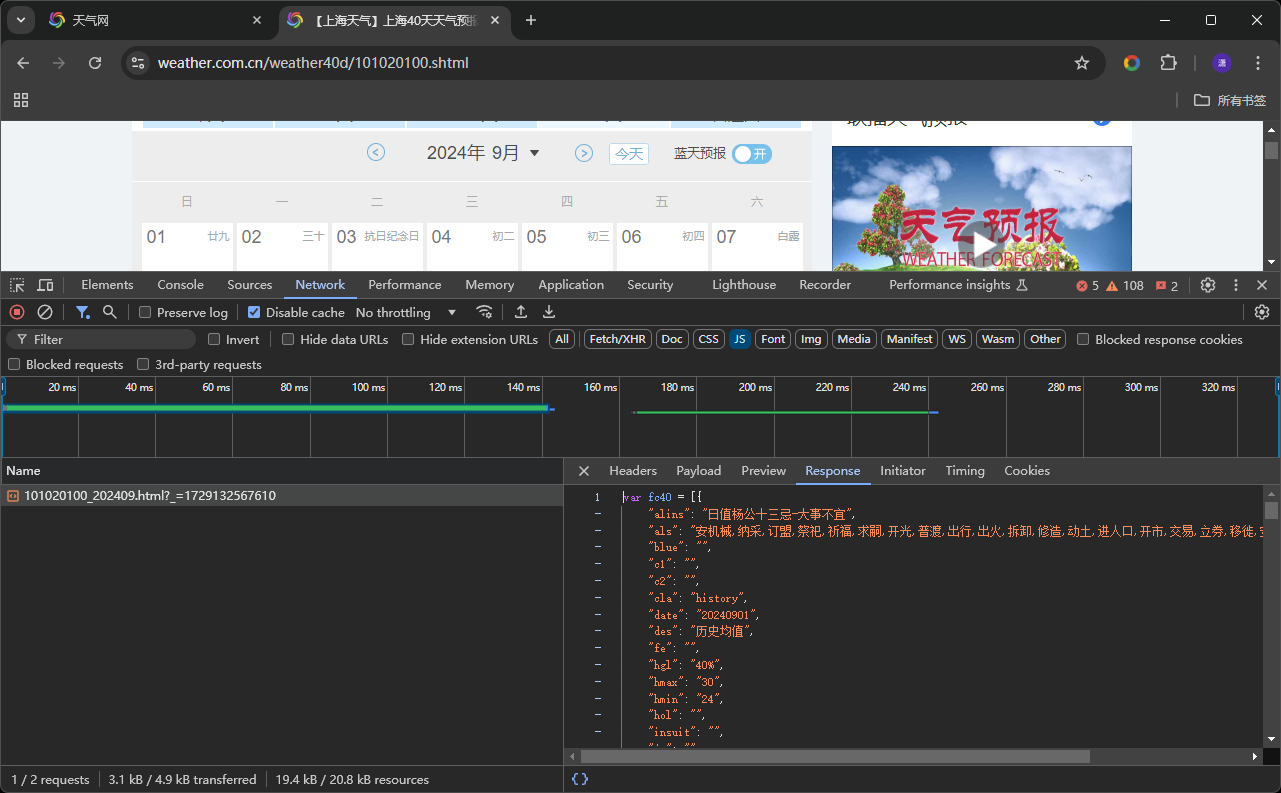 天气网
【上海天气】上海40天天气预报
weather.com.cn/weather40d/101020100.shtml
潇
所有书签
2024年 9月
今天
蓝天预报
开
日 一 二 三 四 五 六
01 廿九 02 三十 03 抗日纪念日 04 初二 05 初三 06 初四 07 白露
天气预报
WEATHER FORECAST
Elements Console Sources Network Performance Memory Application Security Lighthouse Recorder Performance insights 5 108 2
Preserve log Disable cache No throttling
Filter Invert Hide data URLs Hide extension URLs All Fetch/XHR Doc CSS JS Font Img Media Manifest WS Wasm Other Blocked response cookies
Blocked requests 3rd-party requests
20 ms 40 ms 60 ms 80 ms 100 ms 120 ms 140 ms 160 ms 180 ms 200 ms 220 ms 240 ms 260 ms 280 ms 300 ms 320 ms
Name
101020100_202409.html?_=1729132567610
Headers Payload Preview Response Initiator Timing Cookies
1 var fc40 = [{
- "alins": "日值杨公十三忌-大事不宜",
- "als": "安机械,纳采,订盟,祭祀,祈福,求嗣,开光,普渡,出行,出火,拆卸,修造,动土,进人口,开市,交易,立券,移徙,
- "blue": "",
- "c1": "",
- "c2": "",
- "cla": "history",
- "date": "20240901",
- "des": "历史均值",
- "fe": "",
- "hgl": "40%",
- "hmax": "30",
- "hmin": "24",
- "hol": "",
- "insuit": "",
1 / 2 requests 3.1 kB / 4.9 kB transferred 19.4 kB / 20.8 kB resources
{}